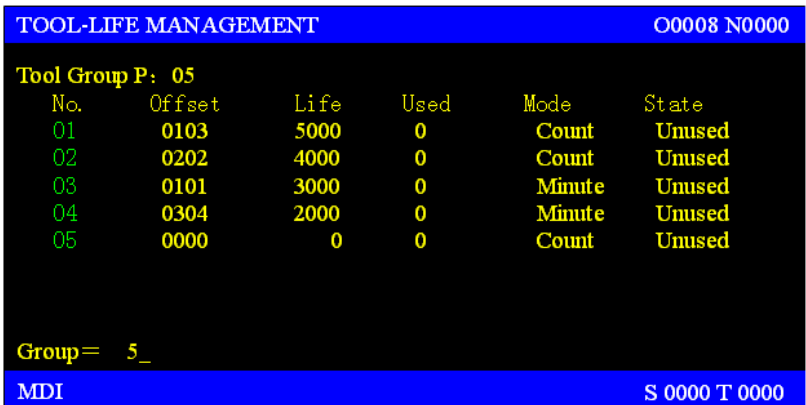 TOOL-LIFE MANAGEMENT O0008 N0000
Tool Group P: 05
No. Offset Life Used Mode State
01 0103 5000 0 Count Unused
02 0202 4000 0 Count Unused
03 0101 3000 0 Minute Unused
04 0304 2000 0 Minute Unused
05 0000 0 0 Count Unused
Group= 5_
MDI S 0000 T 0000